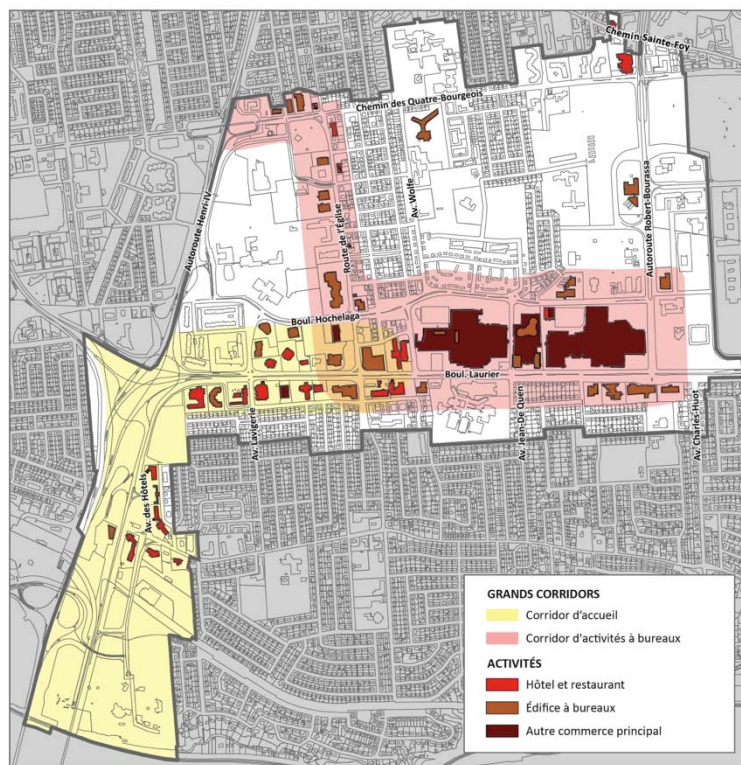 Chemin Sainte-Foy
Chemin des Quatre-Bourgeois
Autoroute Henri-IV
Route de l'Église
Av. Wolfe
Autoroute Robert-Bourassa
Boul. Hochelaga
Boul. Laurier
Av. Lavigerie
Av. Jean-De Quen
Av. Charles-Huot
Av. des Hôtels
GRANDS CORRIDORS
Corridor d'accueil
Corridor d'activités à bureaux
ACTIVITÉS
Hôtel et restaurant
Édifice à bureaux
Autre commerce principal